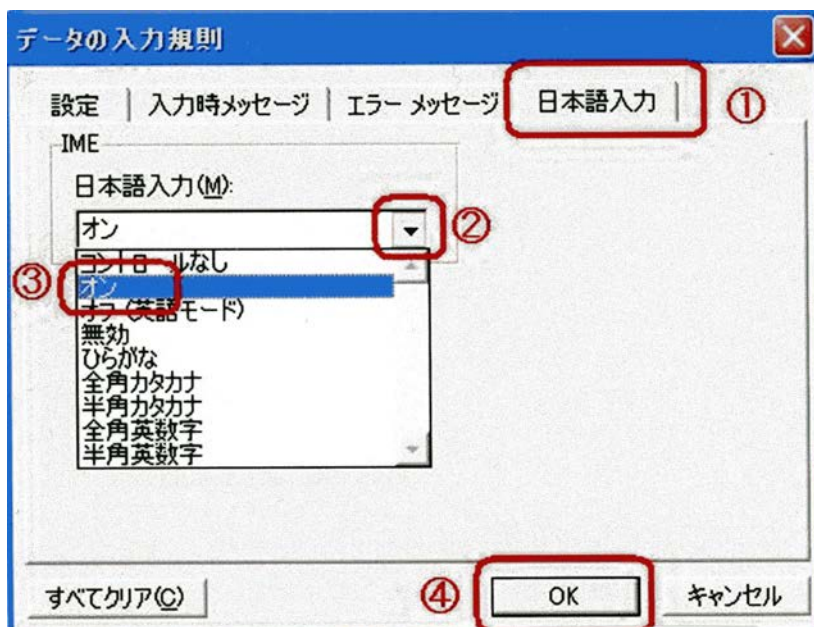 データの入力規則
設定 入力時メッセージ エラー メッセージ 日本語入力 ①
IME
日本語入力(M):
オン ②
コントロールなし
③ オン
オフ (英語モード)
無効
ひらがな
全角カタカナ
半角カタカナ
全角英数字
半角英数字
すべてクリア(C) ④ OK キャンセル